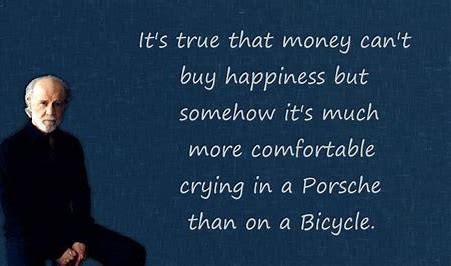 It's true that money can't
buy happiness but
somehow it's much
more comfortable
crying in a Porsche
than on a Bicycle.